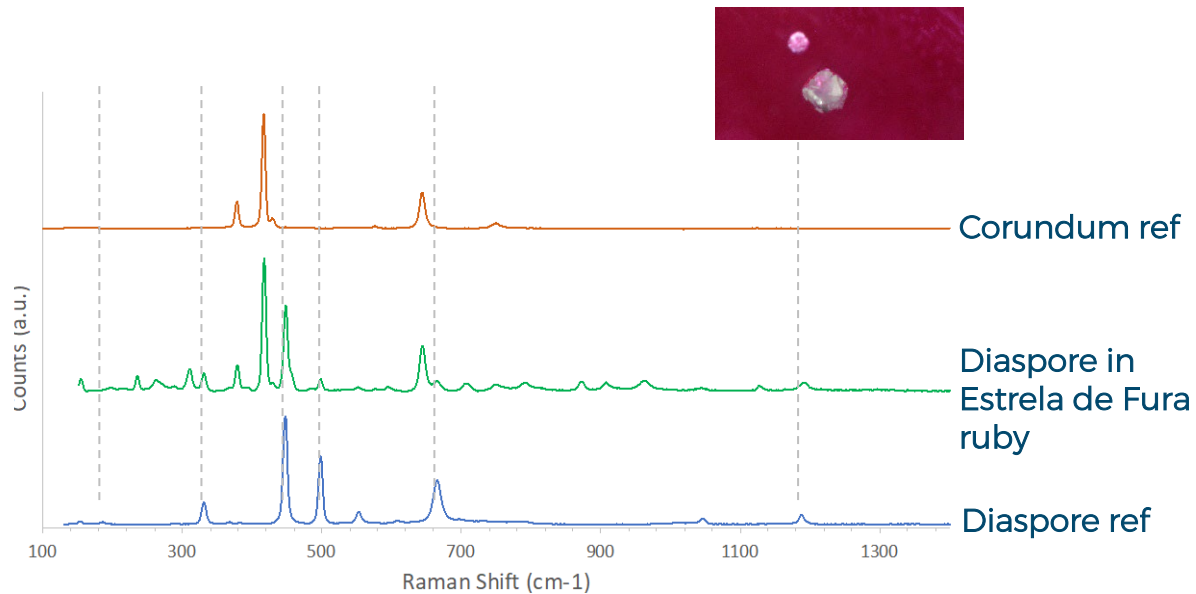 Corundum ref
Diaspore in
Estrela de Fura
ruby
Diaspore ref
Counts (a.u.)
100 300 500 700 900 1100 1300
Raman Shift (cm-1)